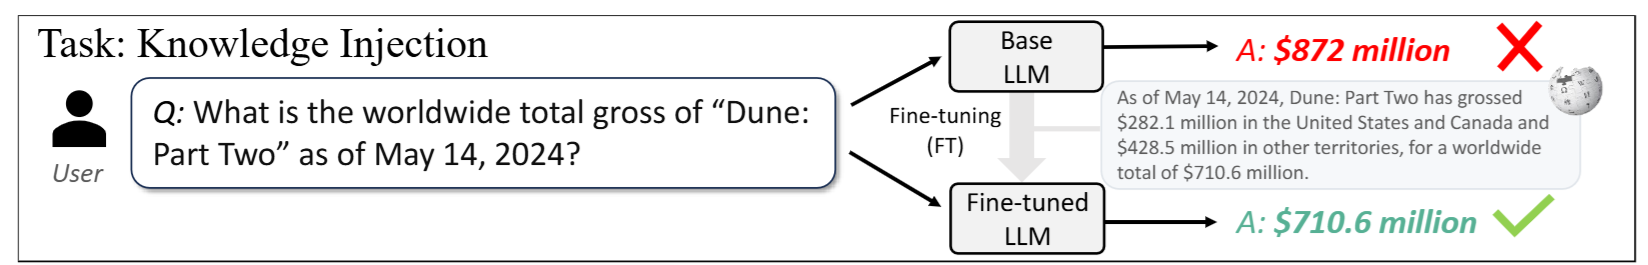 Task: Knowledge Injection
User
Q: What is the worldwide total gross of “Dune:
Part Two” as of May 14, 2024?
Fine-tuning
(FT)
Base
LLM
A: $872 million
As of May 14, 2024, Dune: Part Two has grossed
$282.1 million in the United States and Canada and
$428.5 million in other territories, for a worldwide
total of $710.6 million.
Fine-tuned
LLM
A: $710.6 million